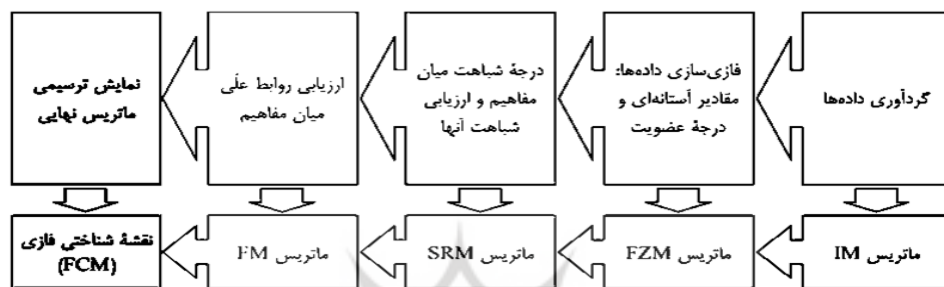 گردآوری داده‌ها
فازی‌سازی داده‌ها:
مقادیر آستانه‌ای و
درجهٔ عضویت
درجهٔ شباهت میان
مفاهیم و ارزیابی
شباهت آنها
ارزیابی روابط علّی
میان مفاهیم
نمایش ترسیمی
ماتریس نهایی
ماتریس IM
ماتریس FZM
ماتریس SRM
ماتریس FM
نقشهٔ شناختی فازی
(FCM)